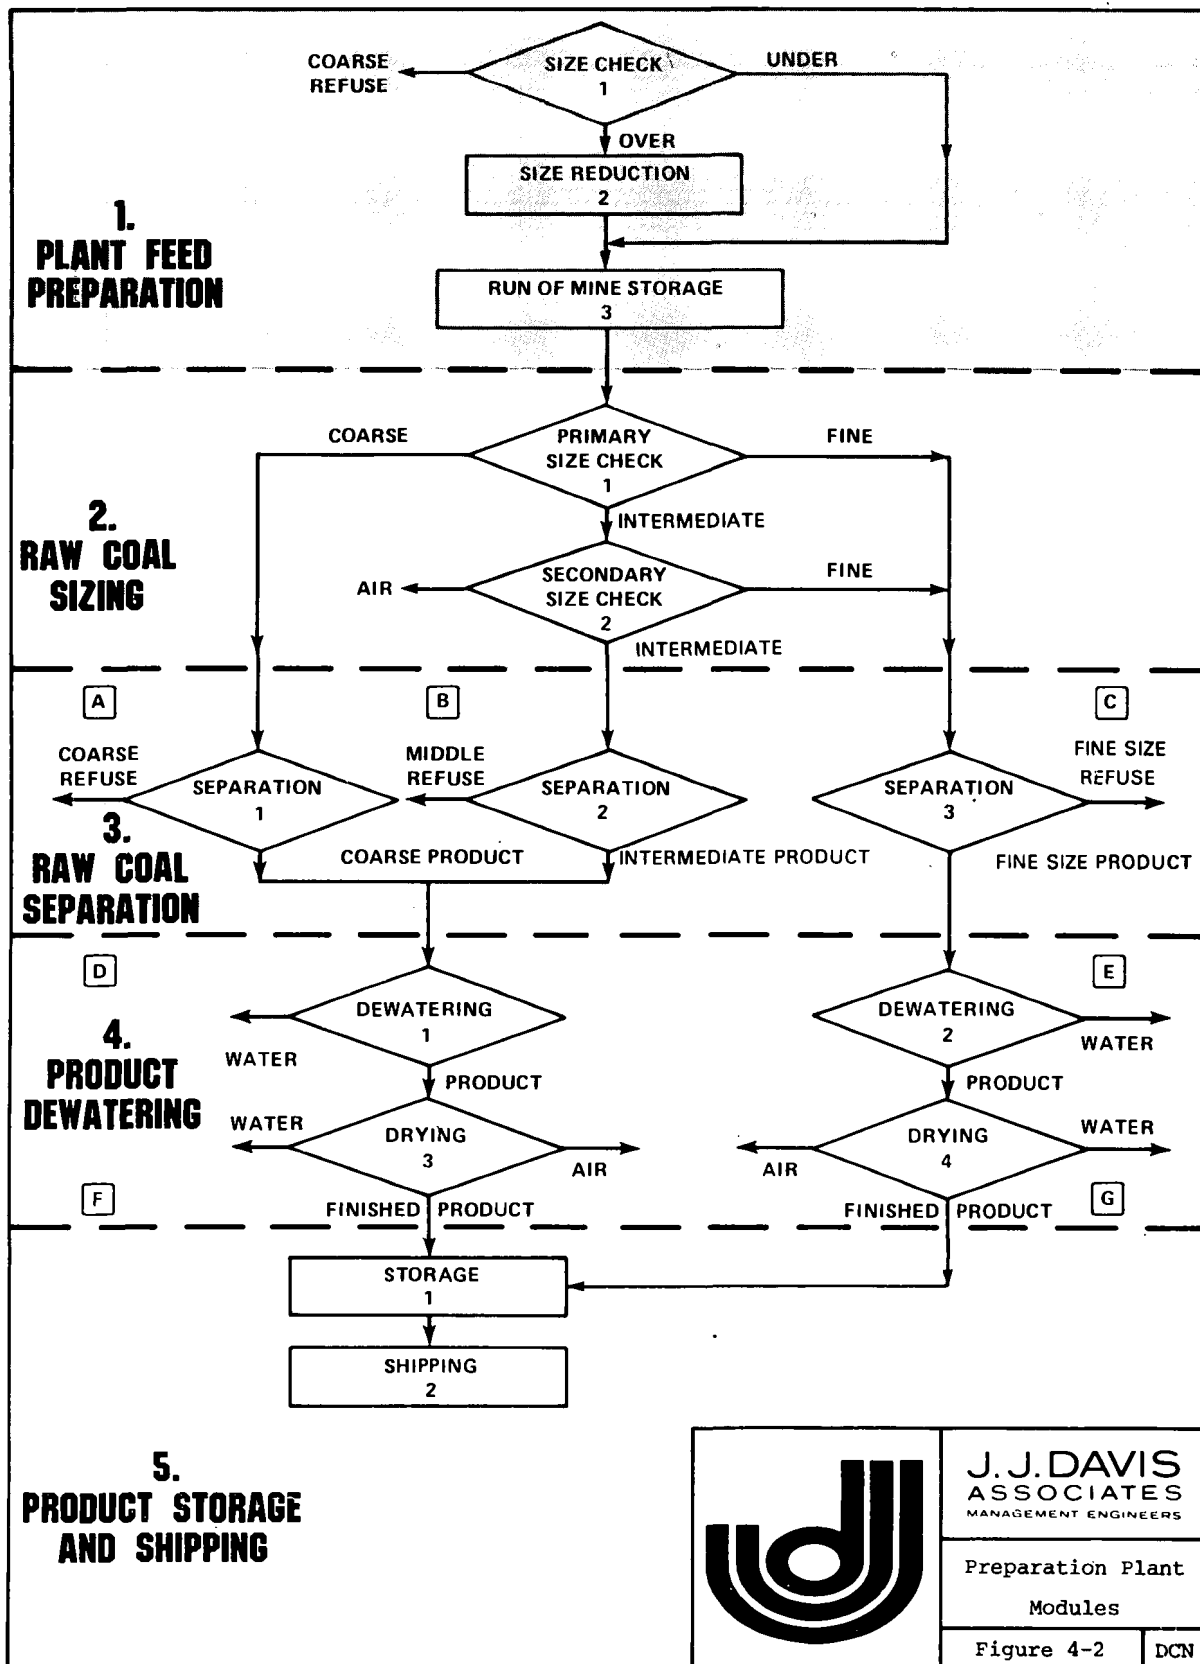 COARSE
REFUSE
SIZE CHECK
1
UNDER
OVER
SIZE REDUCTION
2
1.
PLANT FEED
PREPARATION
RUN OF MINE STORAGE
3
COARSE
PRIMARY
SIZE CHECK
1
FINE
INTERMEDIATE
2.
RAW COAL
SIZING
AIR
SECONDARY
SIZE CHECK
2
FINE
INTERMEDIATE
A
B
C
COARSE
REFUSE
SEPARATION
1
MIDDLE
REFUSE
SEPARATION
2
SEPARATION
3
FINE SIZE
REFUSE
3.
RAW COAL
SEPARATION
COARSE PRODUCT
INTERMEDIATE PRODUCT
FINE SIZE PRODUCT
D
E
4.
PRODUCT
DEWATERING
DEWATERING
1
WATER
PRODUCT
DEWATERING
2
WATER
PRODUCT
WATER
DRYING
3
AIR
AIR
DRYING
4
WATER
F
G
FINISHED PRODUCT
FINISHED PRODUCT
STORAGE
1
SHIPPING
2
5.
PRODUCT STORAGE
AND SHIPPING
J.J.DAVIS
ASSOCIATES
MANAGEMENT ENGINEERS
Preparation Plant
Modules
Figure 4-2
DCN